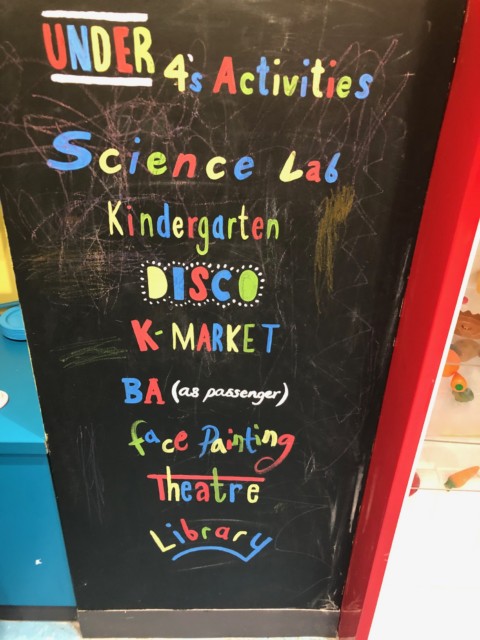 UNDER 4's Activities
Science Lab
Kindergarten
DISCO
K-MARKET
BA (as passenger)
face Painting
Theatre
Library